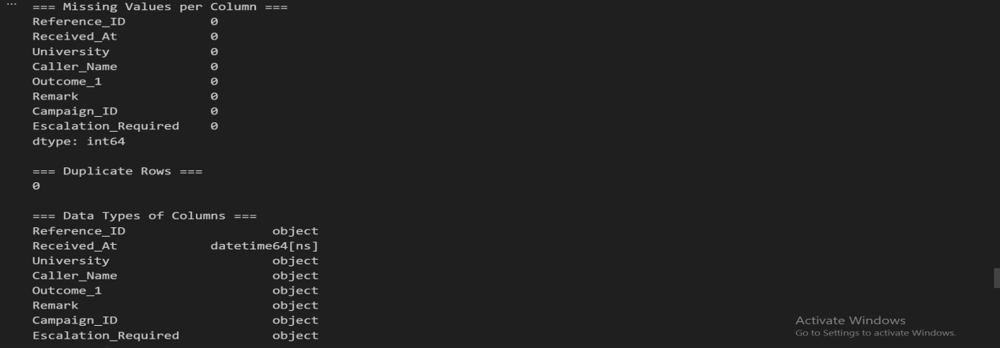 ...
=== Missing Values per Column ===
Reference_ID 0
Received_At 0
University 0
Caller_Name 0
Outcome_1 0
Remark 0
Campaign_ID 0
Escalation_Required 0
dtype: int64
=== Duplicate Rows ===
0
=== Data Types of Columns ===
Reference_ID object
Received_At datetime64[ns]
University object
Caller_Name object
Outcome_1 object
Remark object
Campaign_ID object
Escalation_Required object
Activate Windows
Go to Settings to activate Windows.